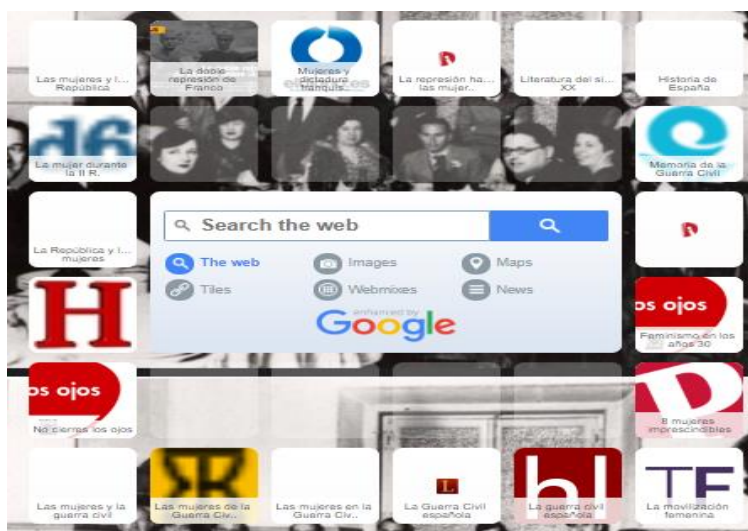 Las mujeres y l...
República
La doble
represión de
Franco
Mujeres y
dictadura
franquis..
La represión ha...
las mujer..
Literatura del si...
XX
Historia de
España
La mujer durante
la II R.
Memoria de la
Guerra Civil
La República y l...
mujeres
Search the web
The web
Images
Maps
Tiles
Webmixes
News
enhanced by
Google
H
os ojos
Feminismo en los
años 30
os ojos
No cierres los ojos
8 mujeres
imprescindibles
Las mujeres y la
guerra civil
Las mujeres de la
Guerra Civ..
Las mujeres en la
Guerra Civ..
L
La Guerra Civil
española
hl
La guerra civil
española
TF
La movilización
femenina